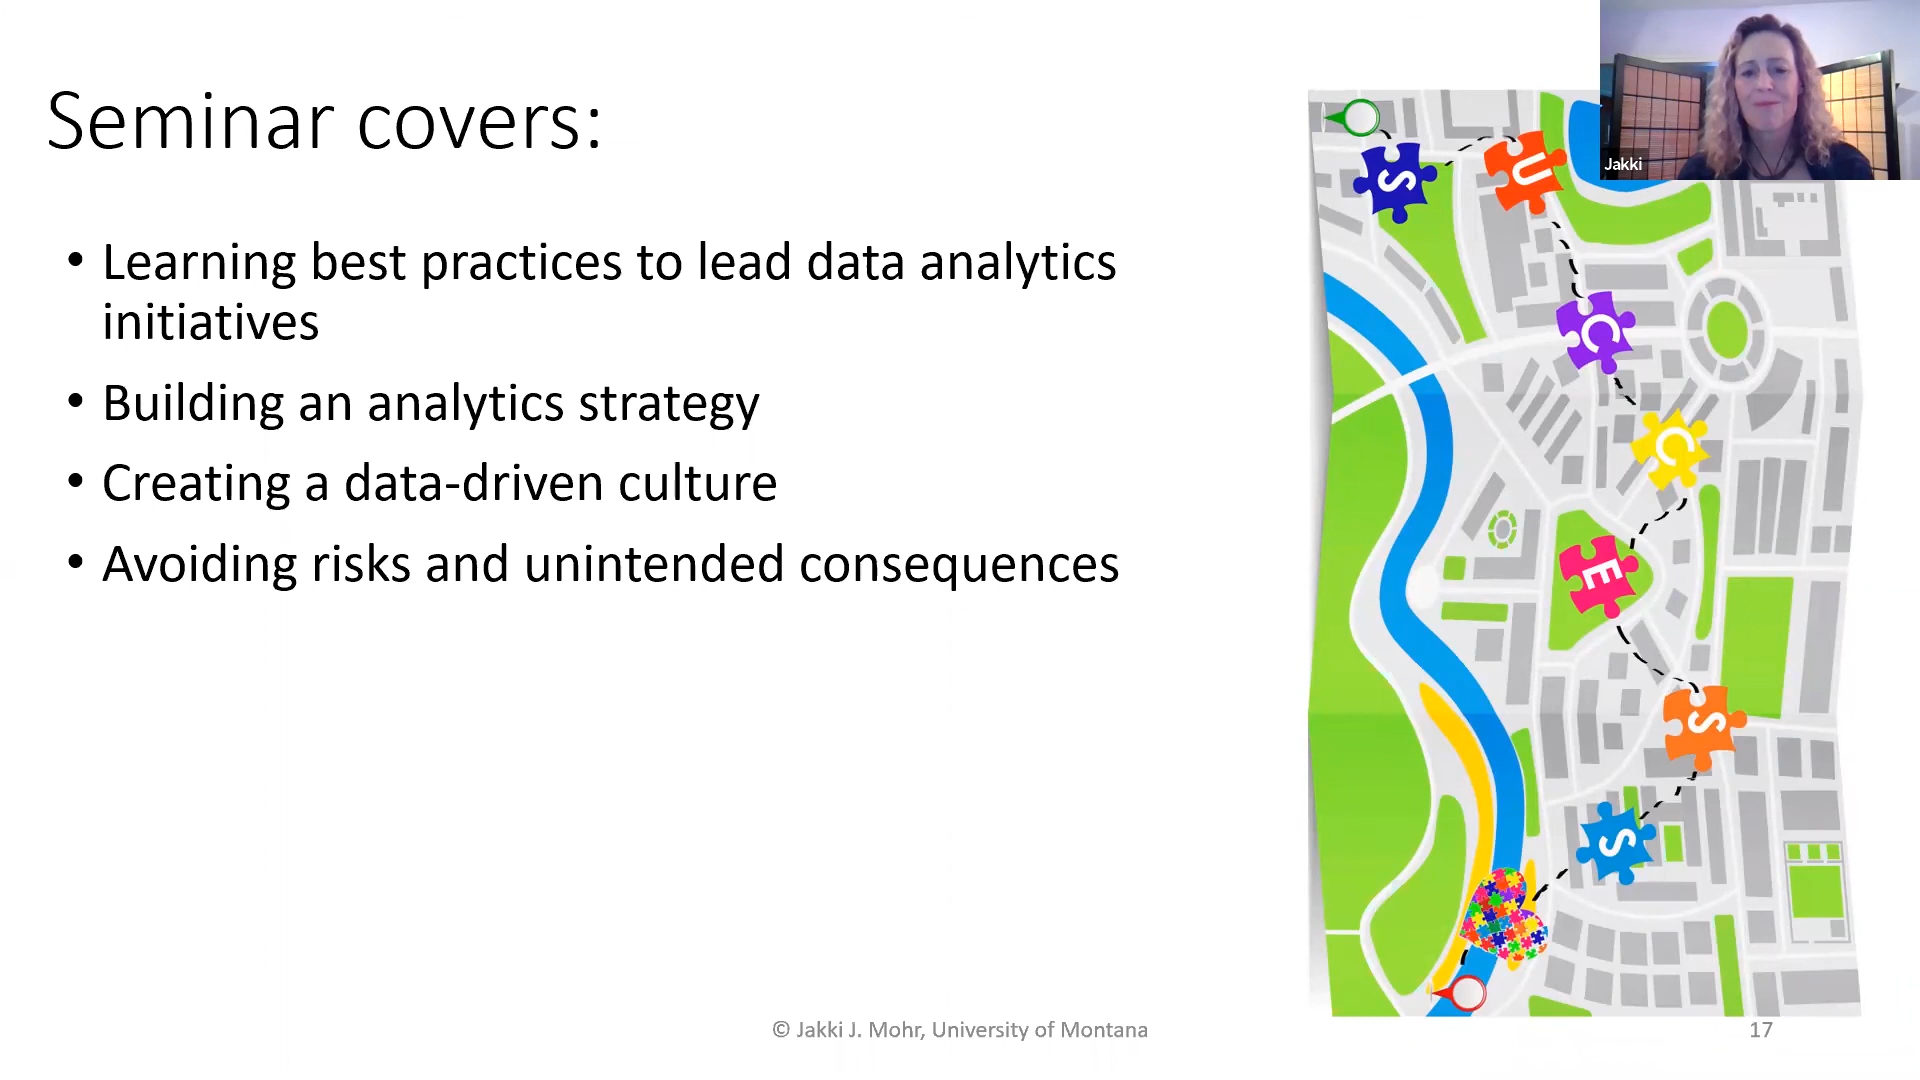 Seminar covers:
• Learning best practices to lead data analytics
initiatives
• Building an analytics strategy
• Creating a data-driven culture
• Avoiding risks and unintended consequences
S
U
C
C
E
S
S
Jakki
© Jakki J. Mohr, University of Montana
17